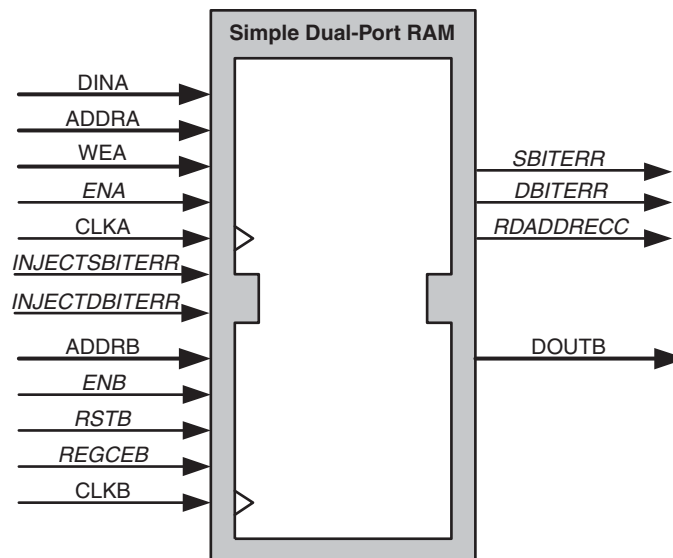 Simple Dual-Port RAM
DINA
ADDRA
WEA
ENA
CLKA
INJECTSBITERR
INJECTDBITERR
ADDRB
ENB
RSTB
REGCEB
CLKB
SBITERR
DBITERR
RDADDRECC
DOUTB